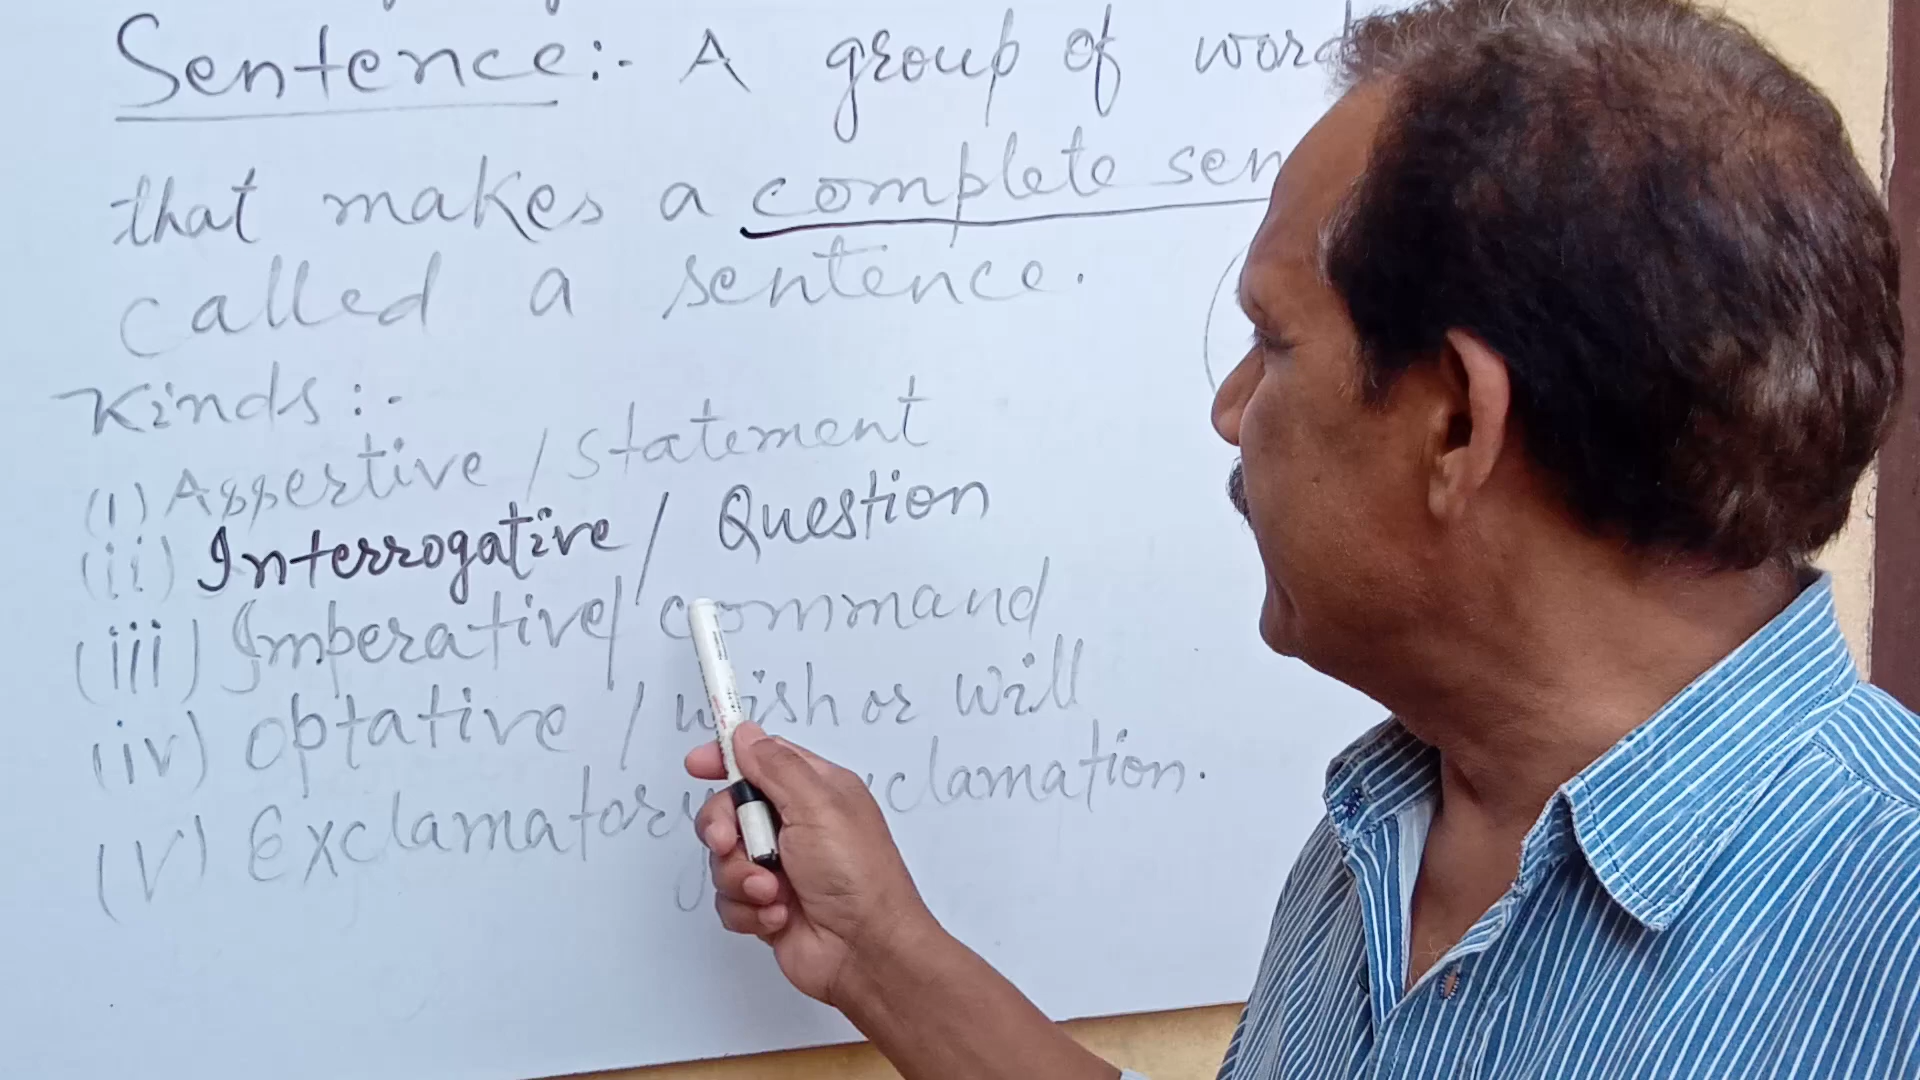 Sentence:- A group of word
that makes a complete sen
called a sentence.
Kinds:-
(i) Assertive / Statement
(ii) Interrogative / Question
(iii) Imperative / command
(iv) Optative / wish or will
(v) Exclamatory clamation.